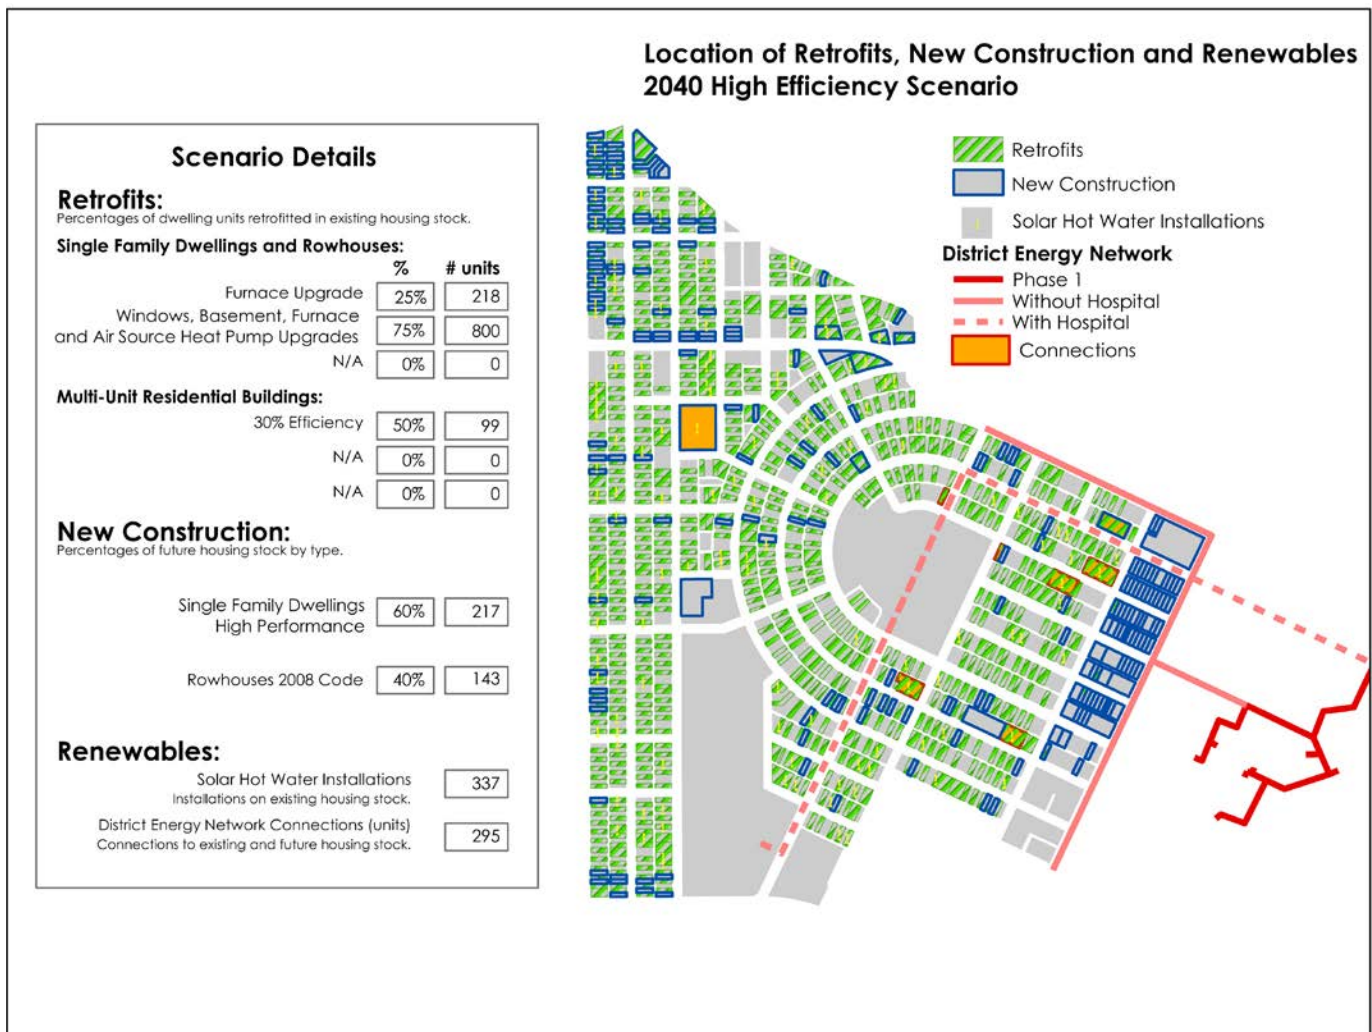 Location of Retrofits, New Construction and Renewables
2040 High Efficiency Scenario
Scenario Details
Retrofits:
Percentages of dwelling units retrofitted in existing housing stock.
Single Family Dwellings and Rowhouses:
% # units
Furnace Upgrade 25% 218
Windows, Basement, Furnace
and Air Source Heat Pump Upgrades 75% 800
N/A 0% 0
Multi-Unit Residential Buildings:
30% Efficiency 50% 99
N/A 0% 0
N/A 0% 0
New Construction:
Percentages of future housing stock by type.
Single Family Dwellings
High Performance 60% 217
Rowhouses 2008 Code 40% 143
Renewables:
Solar Hot Water Installations 337
Installations on existing housing stock.
District Energy Network Connections (units) 295
Connections to existing and future housing stock.
Retrofits
New Construction
Solar Hot Water Installations
District Energy Network
Phase 1
Without Hospital
With Hospital
Connections